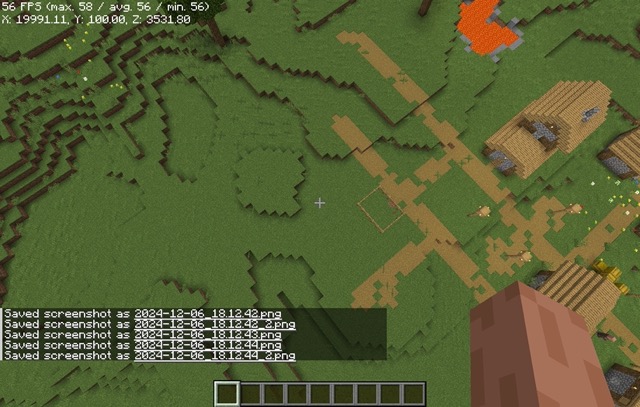 56 FPS (max. 58 / avg. 56 / min. 56)
X: 19991.11, Y: 100.00, Z: 3531.80
Saved screenshot as 2024-12-06_18.12.42.png
Saved screenshot as 2024-12-06_18.12.42_2.png
Saved screenshot as 2024-12-06_18.12.43.png
Saved screenshot as 2024-12-06_18.12.44.png
Saved screenshot as 2024-12-06_18.12.44_2.png